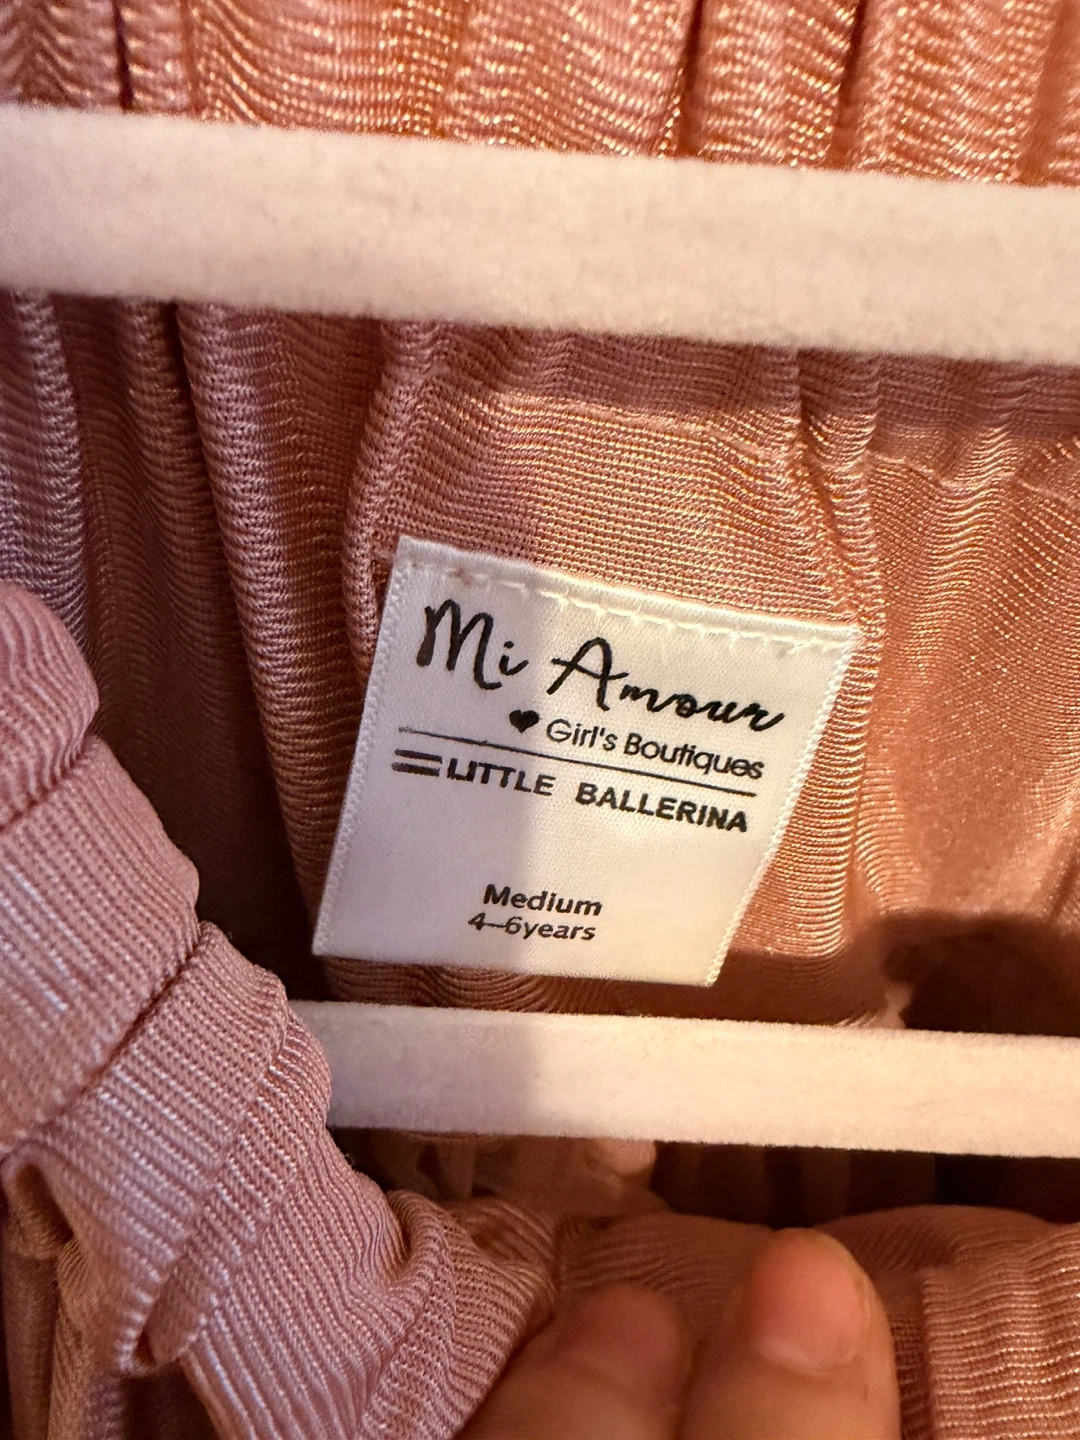 Mi Amour
♥ Girl's Boutiques
LITTLE BALLERINA
Medium
4-6years